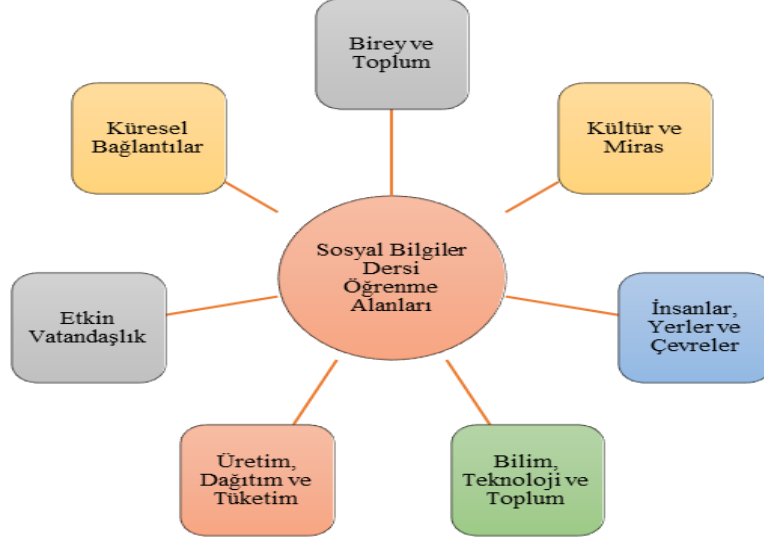 Birey ve
Toplum
Küresel
Bağlantılar
Kültür ve
Miras
Sosyal Bilgiler
Dersi
Öğrenme
Alanları
Etkin
Vatandaşlık
İnsanlar,
Yerler ve
Çevreler
Üretim,
Dağıtım ve
Tüketim
Bilim,
Teknoloji ve
Toplum